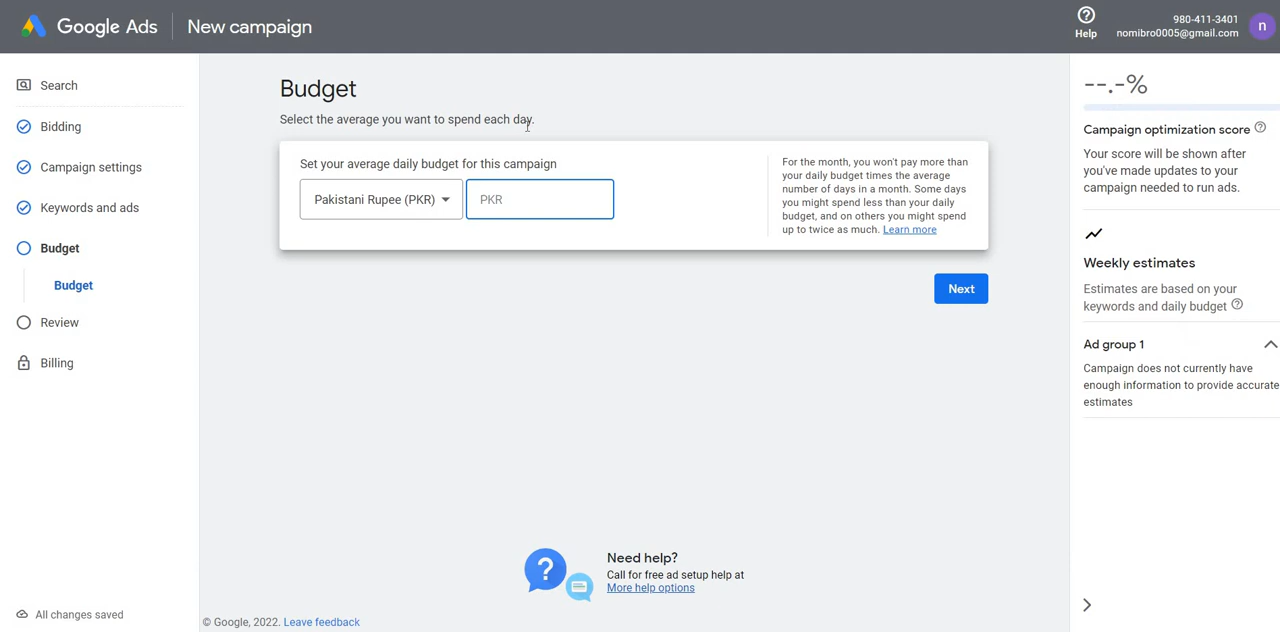 Google Ads
New campaign
Help
980-411-3401
nomibro0005@gmail.com
n
Search
Bidding
Campaign settings
Keywords and ads
Budget
Budget
Review
Billing
All changes saved
Budget
Select the average you want to spend each day.
Set your average daily budget for this campaign
Pakistani Rupee (PKR)
PKR
For the month, you won't pay more than
your daily budget times the average
number of days in a month. Some days
you might spend less than your daily
budget, and on others you might spend
up to twice as much. Learn more
Next
Need help?
Call for free ad setup help at
More help options
© Google, 2022. Leave feedback
--.-%
Campaign optimization score
Your score will be shown after
you've made updates to your
campaign needed to run ads.
Weekly estimates
Estimates are based on your
keywords and daily budget
Ad group 1
Campaign does not currently have
enough information to provide accurate
estimates